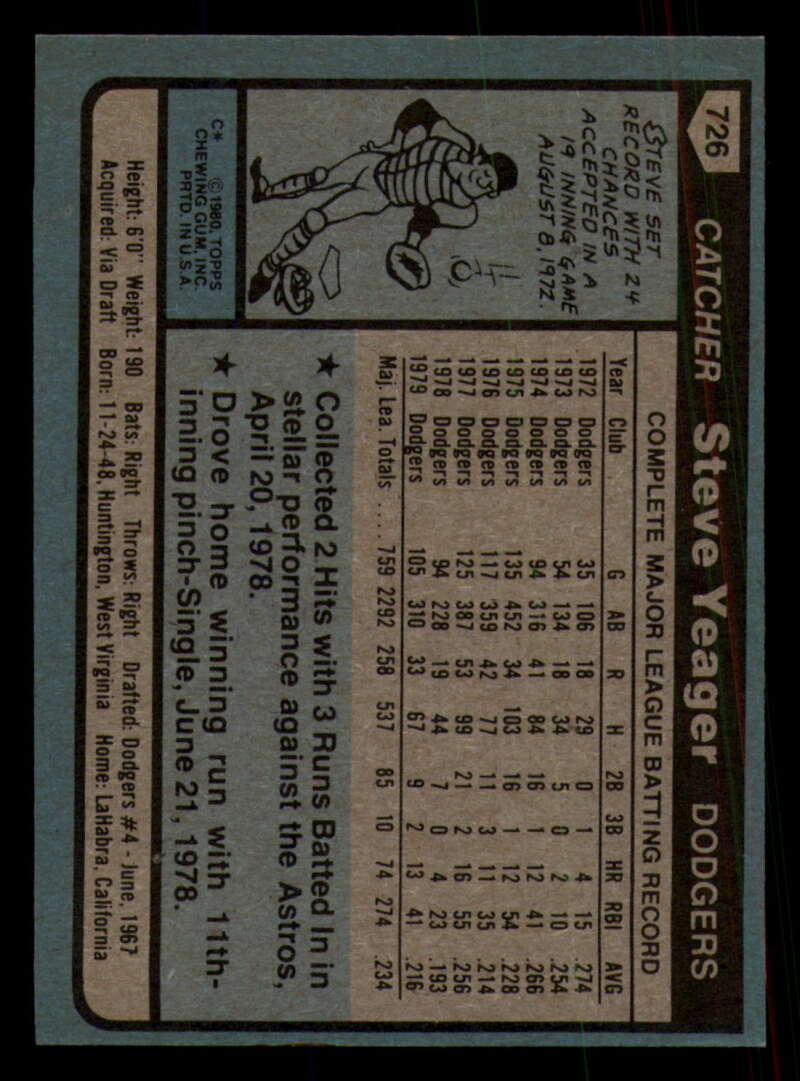 726
CATCHER Steve Yeager DODGERS
STEVE SET
RECORD WITH 24
CHANCES
ACCEPTED IN A
19 INNING GAME
AUGUST 8, 1972.
C* © 1980, TOPPS
CHEWING GUM, INC.
PRTD. IN U.S.A.
COMPLETE MAJOR LEAGUE BATTING RECORD
Year Club G AB R H 2B 3B HR RBI AVG
1972 Dodgers 35 106 18 29 0 1 4 15 .274
1973 Dodgers 54 134 18 34 5 0 2 10 .254
1974 Dodgers 94 316 41 84 16 1 12 41 .266
1975 Dodgers 135 452 34 103 16 1 12 54 .228
1976 Dodgers 117 359 42 77 11 3 11 35 .214
1977 Dodgers 125 387 53 99 21 2 16 55 .256
1978 Dodgers 94 228 19 44 7 0 4 23 .193
1979 Dodgers 105 310 33 67 9 2 13 41 .216
Maj. Lea. Totals .... 759 2292 258 537 85 10 74 274 .234
★ Collected 2 Hits with 3 Runs Batted In in
stellar performance against the Astros,
April 20, 1978.
★ Drove home winning run with 11th-
inning pinch-Single, June 21, 1978.
Height: 6'0" Weight: 190 Bats: Right Throws: Right Drafted: Dodgers #4 - June, 1967
Acquired: Via Draft Born: 11-24-48, Huntington, West Virginia Home: LaHabra, California